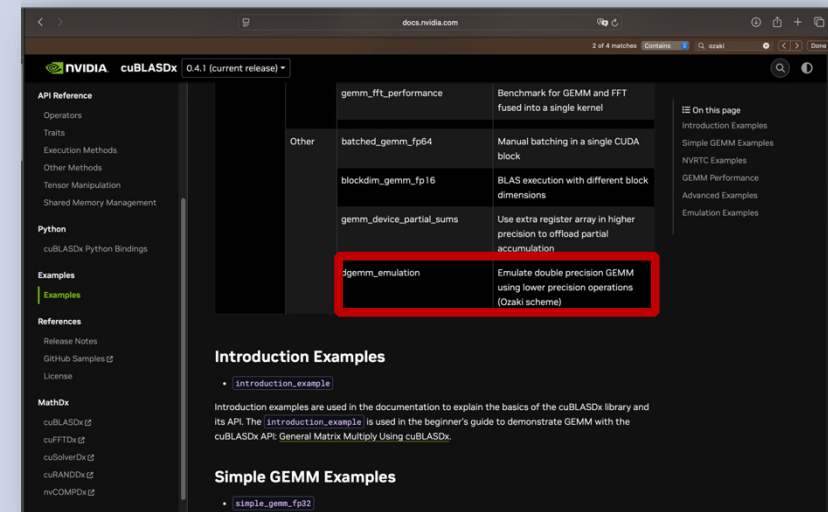 docs.nvidia.com
2 of 4 matches Contains ozaki Done
NVIDIA. cuBLASDx 0.4.1 (current release)
API Reference
Operators
Traits
Execution Methods
Other Methods
Tensor Manipulation
Shared Memory Management
Python
cuBLASDx Python Bindings
Examples
Examples
References
Release Notes
GitHub Samples
License
MathDx
cuBLASDx
cuFFTDx
cuSolverDx
cuRANDDx
nvCOMPDx
gemm_fft_performance
Benchmark for GEMM and FFT
fused into a single kernel
Other
batched_gemm_fp64
Manual batching in a single CUDA
block
blockdim_gemm_fp16
BLAS execution with different block
dimensions
gemm_device_partial_sums
Use extra register array in higher
precision to offload partial
accumulation
dgemm_emulation
Emulate double precision GEMM
using lower precision operations
(Ozaki scheme)
Introduction Examples
• introduction_example
Introduction examples are used in the documentation to explain the basics of the cuBLASDx library and
its API. The introduction_example is used in the beginner's guide to demonstrate GEMM with the
cuBLASDx API: General Matrix Multiply Using cuBLASDx.
Simple GEMM Examples
• simple_gemm_fp32
On this page
Introduction Examples
Simple GEMM Examples
NVRTC Examples
GEMM Performance
Advanced Examples
Emulation Examples